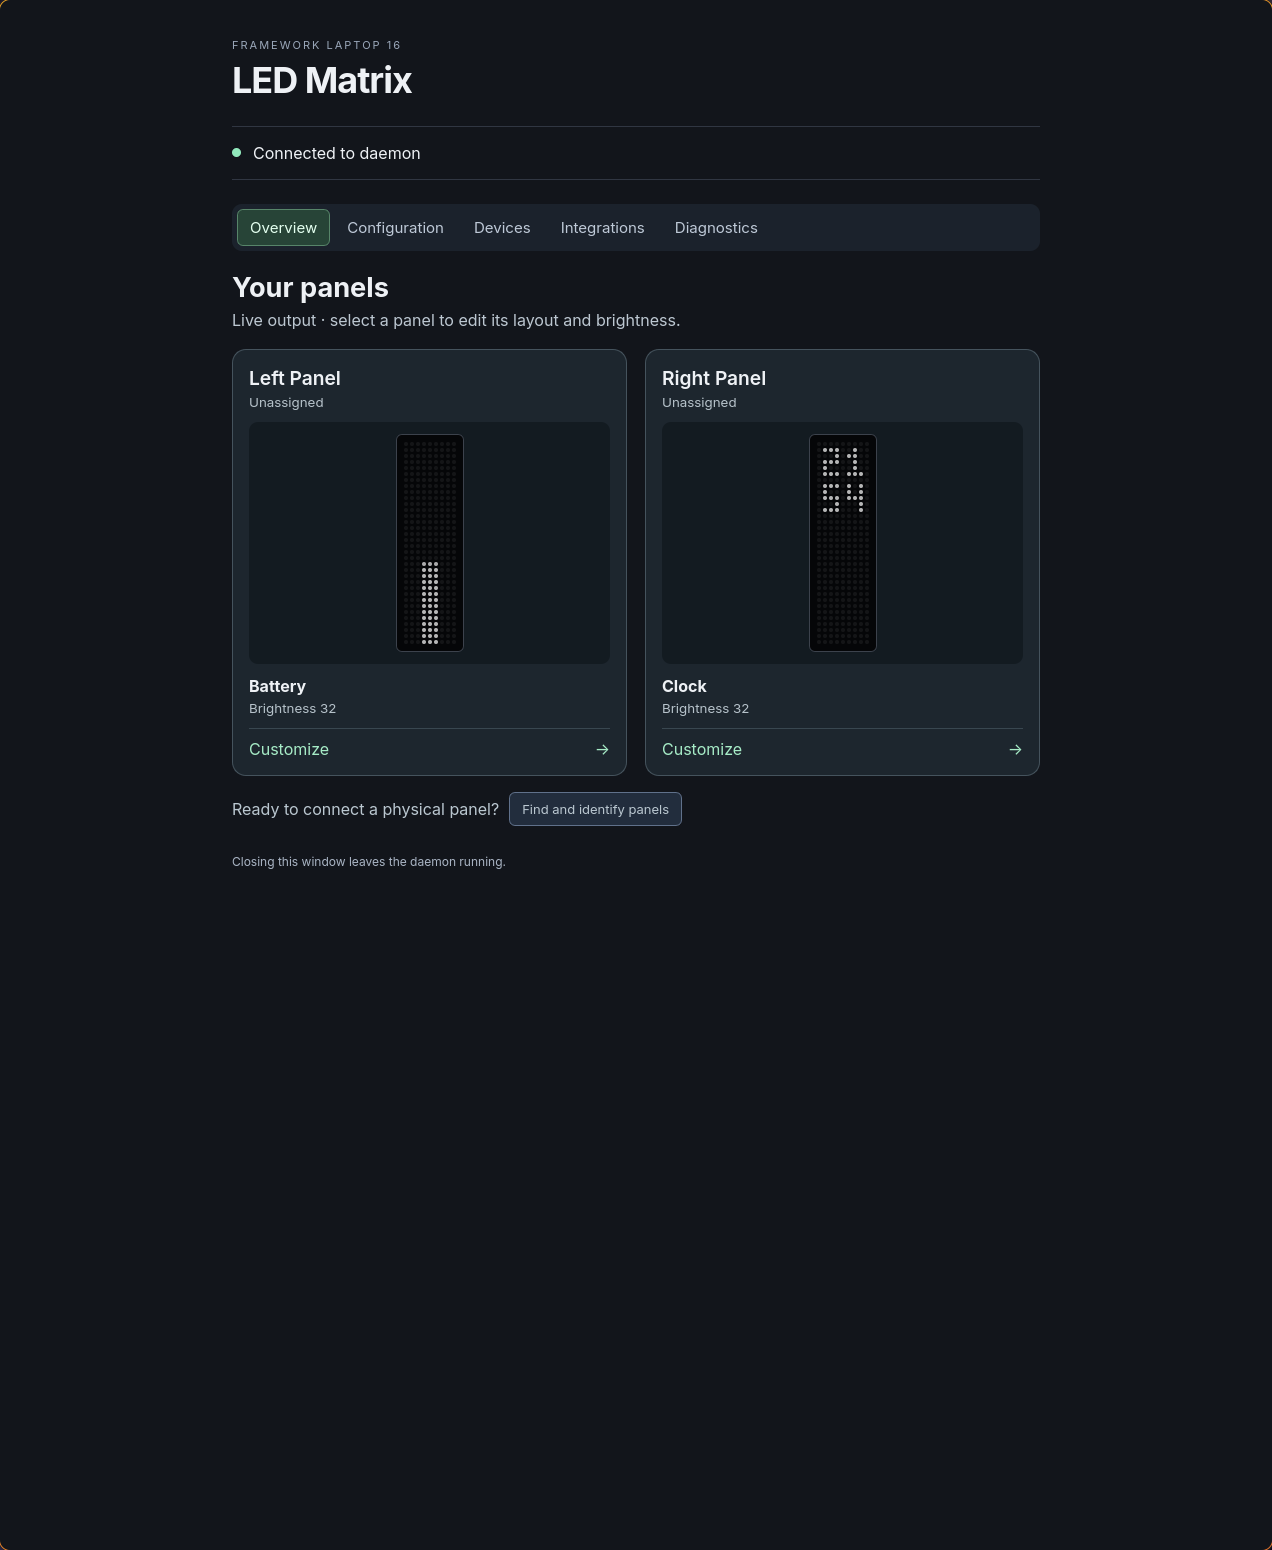 FRAMEWORK LAPTOP 16
LED Matrix
Connected to daemon
Overview Configuration Devices Integrations Diagnostics
Your panels
Live output · select a panel to edit its layout and brightness.
Left Panel
Unassigned
Battery
Brightness 32
Customize →
Right Panel
Unassigned
21
54
Clock
Brightness 32
Customize →
Ready to connect a physical panel? Find and identify panels
Closing this window leaves the daemon running.